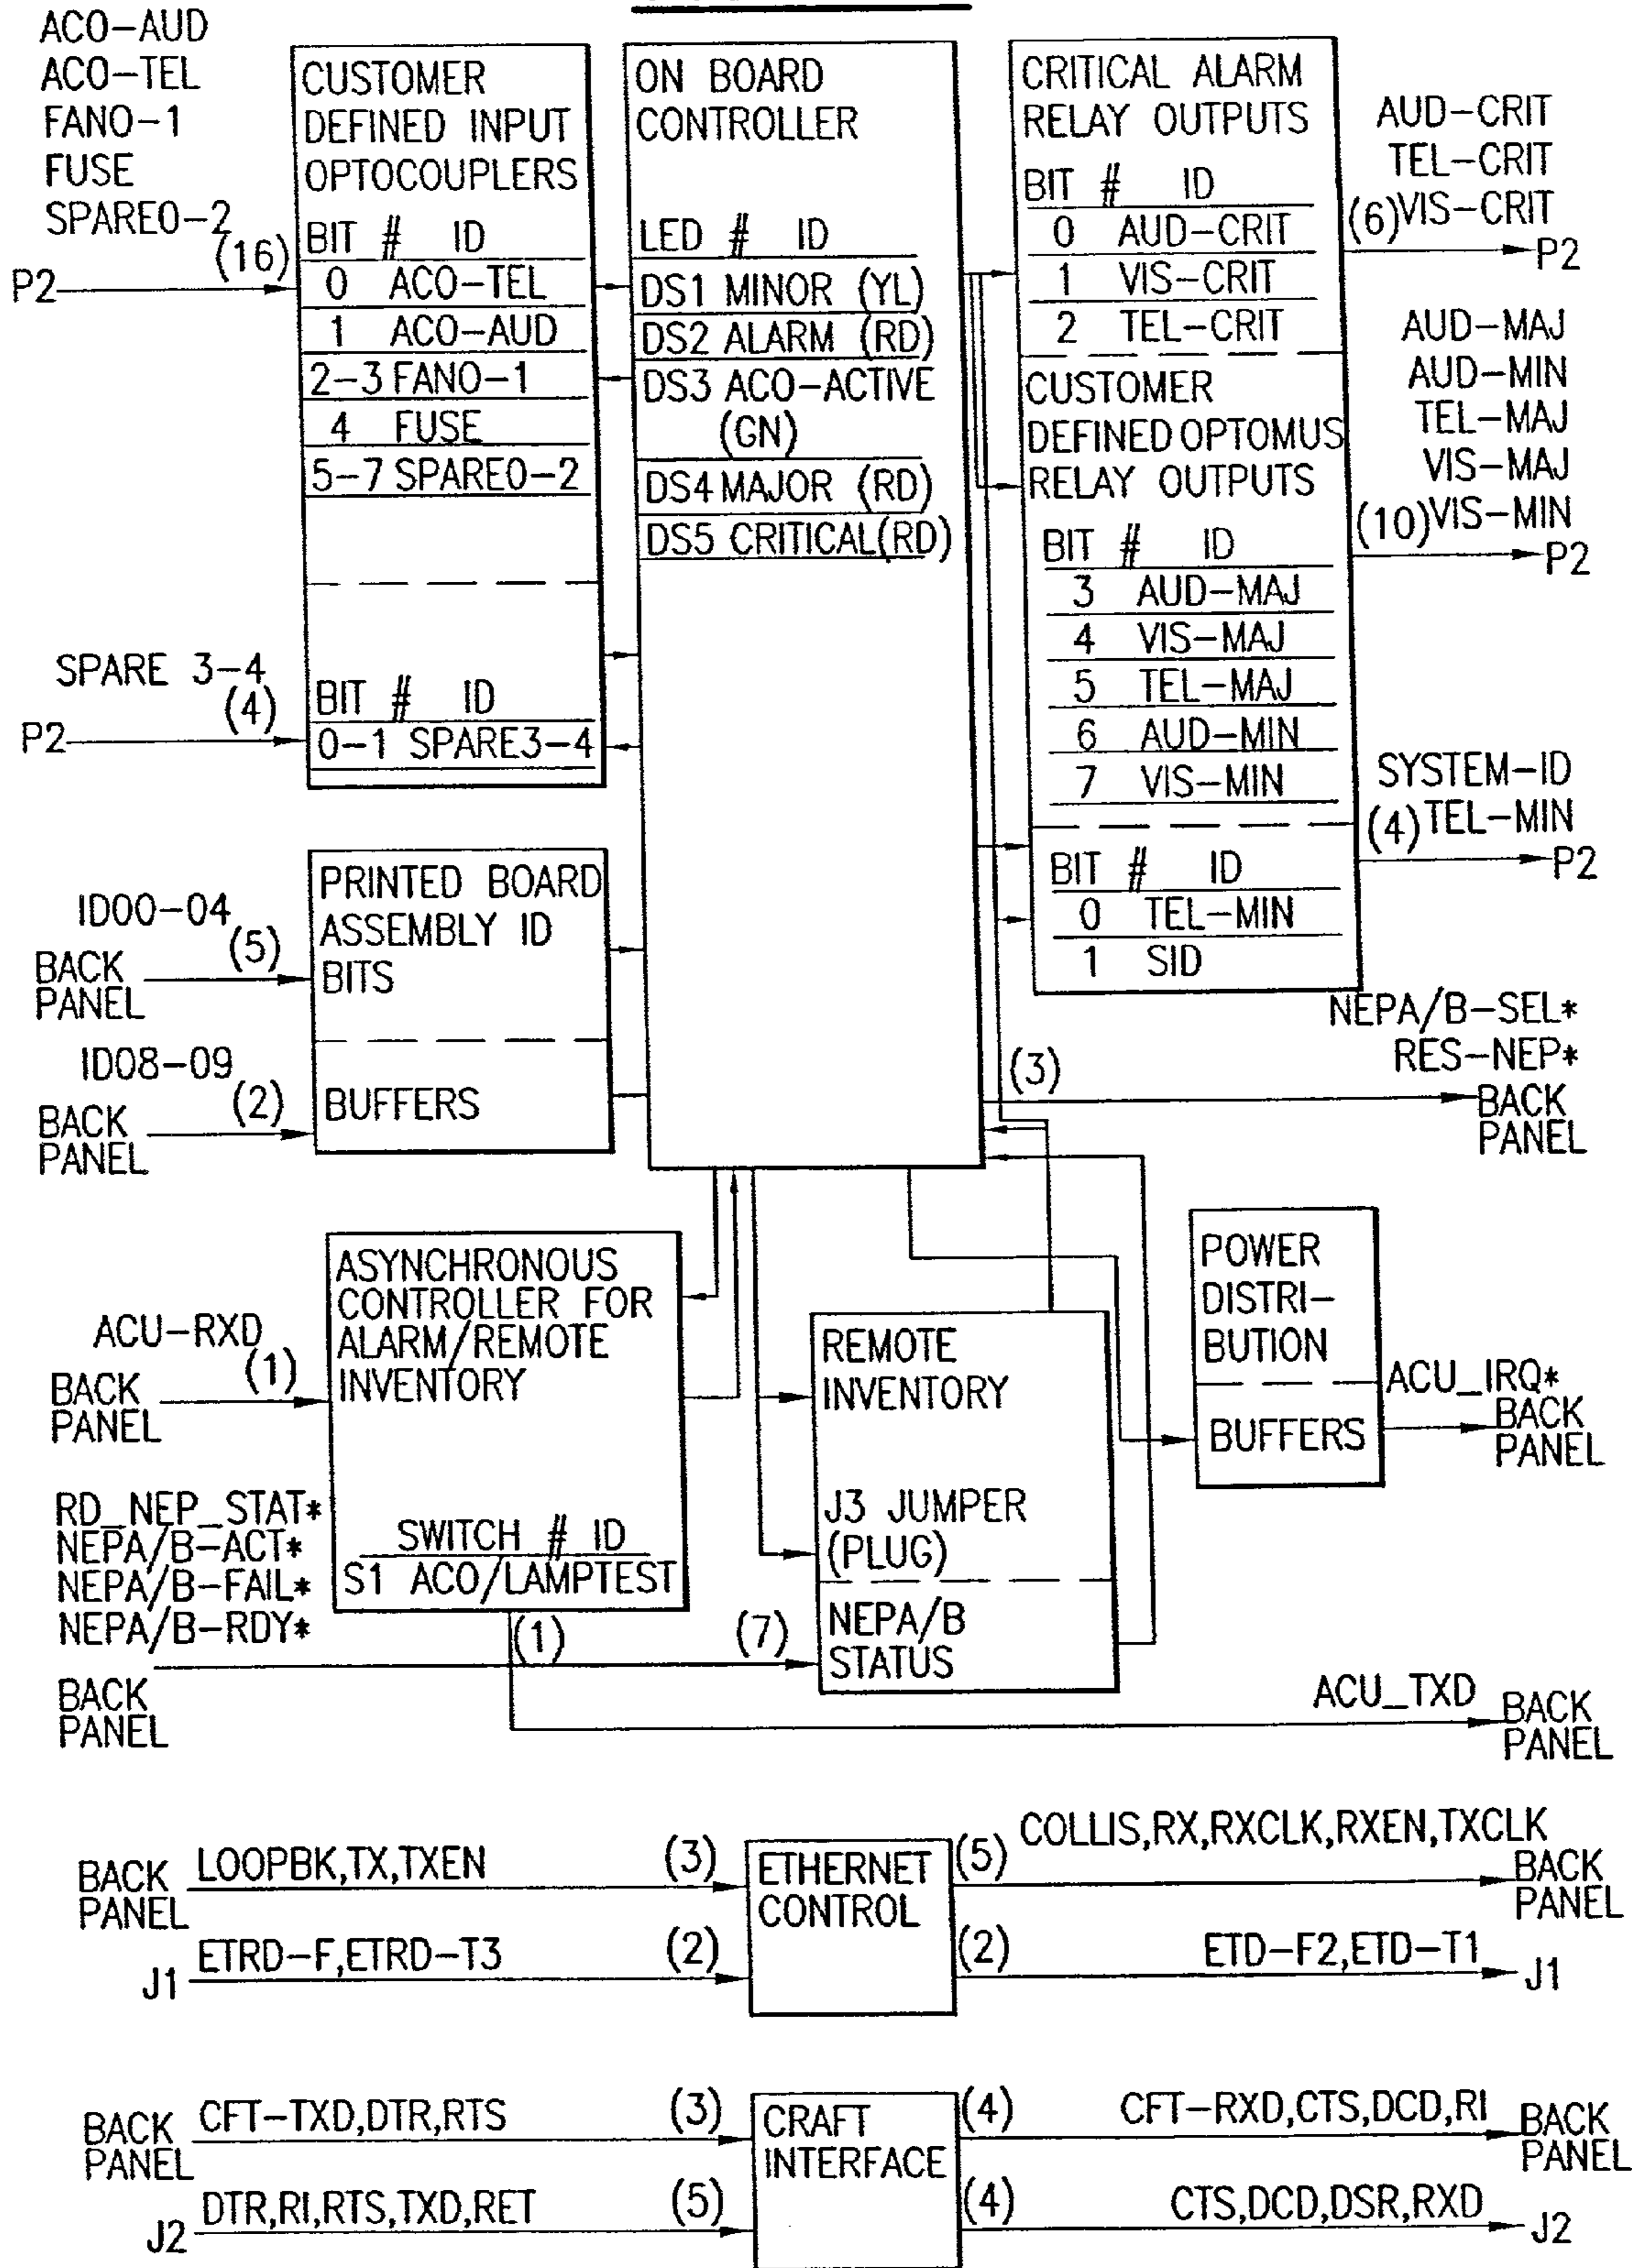 ACO-AUD
ACO-TEL
FAN0-1
FUSE
SPARE0-2
(16)
P2
CUSTOMER
DEFINED INPUT
OPTOCOUPLERS
BIT # ID
0 ACO-TEL
1 ACO-AUD
2-3 FAN0-1
4 FUSE
5-7 SPARE0-2
SPARE 3-4
(4)
P2
BIT # ID
0-1 SPARE3-4
ON BOARD
CONTROLLER
LED # ID
DS1 MINOR (YL)
DS2 ALARM (RD)
DS3 ACO-ACTIVE
(GN)
DS4 MAJOR (RD)
DS5 CRITICAL(RD)
CRITICAL ALARM
RELAY OUTPUTS
BIT # ID
0 AUD-CRIT
1 VIS-CRIT
2 TEL-CRIT
CUSTOMER
DEFINED OPTOMUS
RELAY OUTPUTS
BIT # ID
3 AUD-MAJ
4 VIS-MAJ
5 TEL-MAJ
6 AUD-MIN
7 VIS-MIN
BIT # ID
0 TEL-MIN
1 SID
AUD-CRIT
TEL-CRIT
(6) VIS-CRIT
P2
AUD-MAJ
AUD-MIN
TEL-MAJ
VIS-MAJ
(10) VIS-MIN
P2
SYSTEM-ID
(4) TEL-MIN
P2
ID00-04
(5)
BACK
PANEL
PRINTED BOARD
ASSEMBLY ID
BITS
ID08-09
(2)
BACK
PANEL
BUFFERS
NEPA/B-SEL*
RES-NEP*
(3)
BACK
PANEL
ACU-RXD
(1)
BACK
PANEL
ASYNCHRONOUS
CONTROLLER FOR
ALARM/REMOTE
INVENTORY
SWITCH # ID
S1 ACO/LAMPTEST
REMOTE
INVENTORY
J3 JUMPER
(PLUG)
NEPA/B
STATUS
POWER
DISTRI-
BUTION
BUFFERS
ACU_IRQ*
BACK
PANEL
RD_NEP_STAT*
NEPA/B-ACT*
NEPA/B-FAIL*
NEPA/B-RDY*
(1)
(7)
BACK
PANEL
ACU_TXD
BACK
PANEL
BACK
PANEL
LOOPBK,TX,TXEN
(3)
ETHERNET
CONTROL
(5)
COLLIS,RX,RXCLK,RXEN,TXCLK
BACK
PANEL
J1
ETRD-F,ETRD-T3
(2)
(2)
ETD-F2,ETD-T1
J1
BACK
PANEL
CFT-TXD,DTR,RTS
(3)
CRAFT
INTERFACE
(4)
CFT-RXD,CTS,DCD,RI
BACK
PANEL
J2
DTR,RI,RTS,TXD,RET
(5)
(4)
CTS,DCD,DSR,RXD
J2